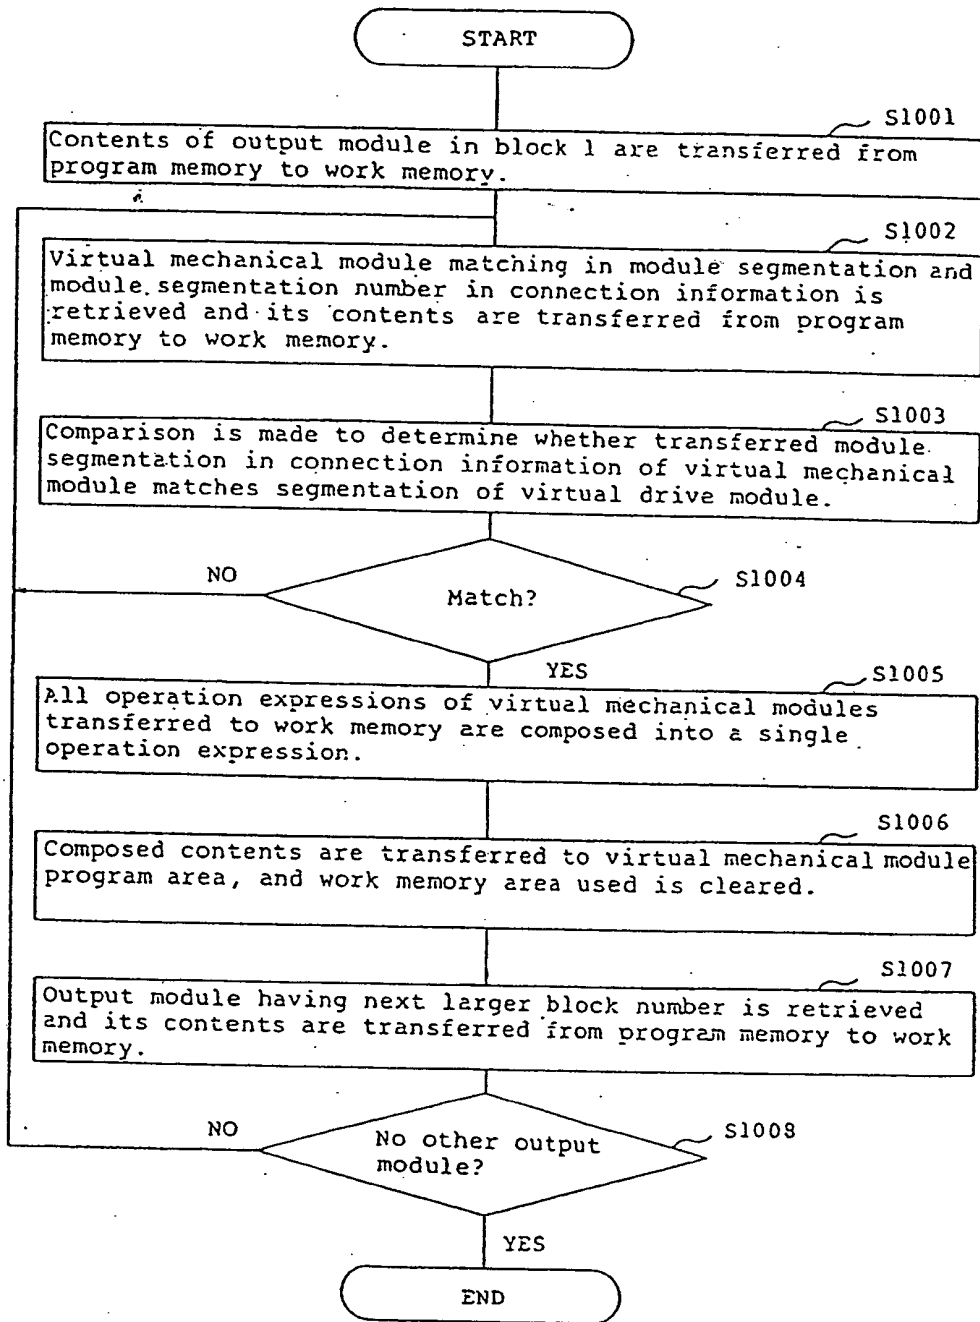 START
S1001
Contents of output module in block 1 are transferred from
program memory to work memory.
S1002
Virtual mechanical module matching in module segmentation and
module segmentation number in connection information is
retrieved and its contents are transferred from program
memory to work memory.
S1003
Comparison is made to determine whether transferred module
segmentation in connection information of virtual mechanical
module matches segmentation of virtual drive module.
NO
Match?
S1004
YES
S1005
All operation expressions of virtual mechanical modules
transferred to work memory are composed into a single
operation expression.
S1006
Composed contents are transferred to virtual mechanical module
program area, and work memory area used is cleared.
S1007
Output module having next larger block number is retrieved
and its contents are transferred from program memory to work
memory.
NO
No other output
module?
S1008
YES
END